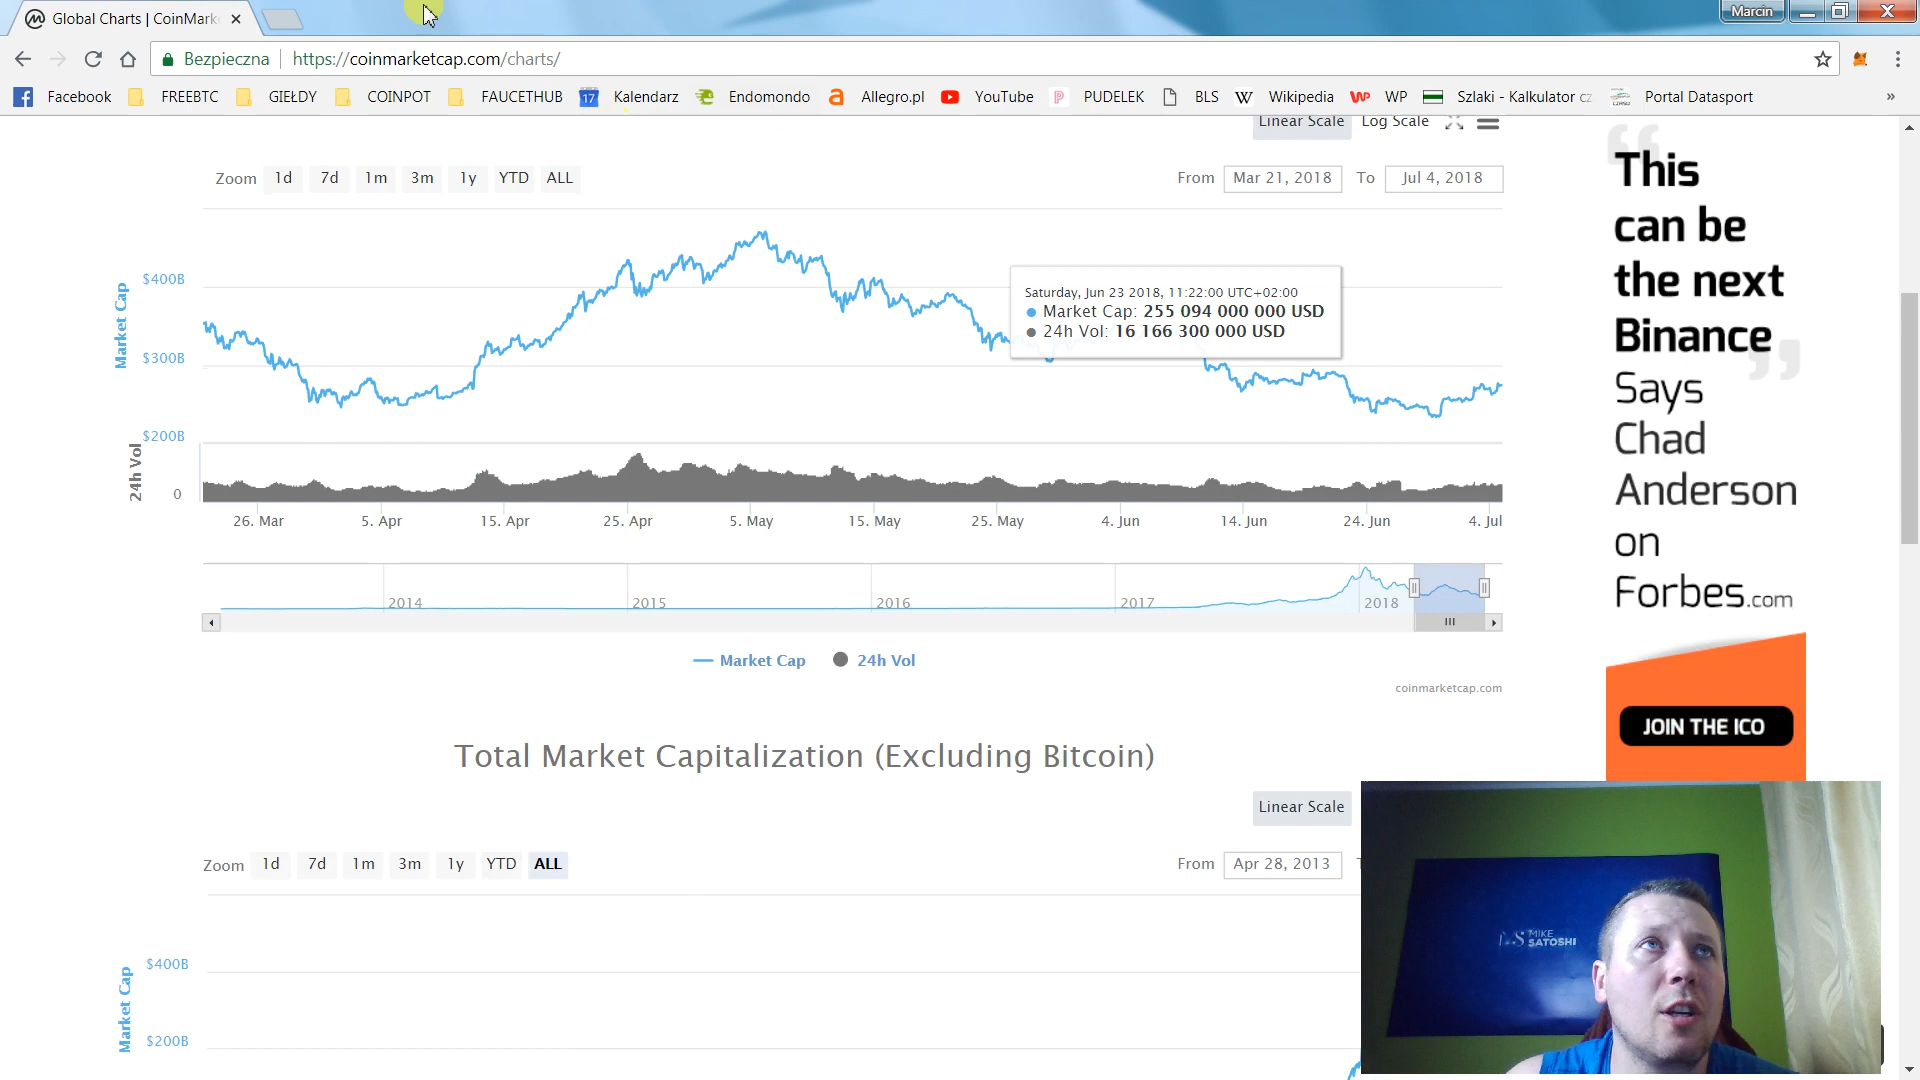 Global Charts | CoinMark
Marcin
Bezpieczna
https://coinmarketcap.com/charts/
Facebook FREEBTC GIEŁDY COINPOT FAUCETHUB 17 Kalendarz Endomondo Allegro.pl YouTube PUDELEK BLS Wikipedia WP Szlaki - Kalkulator cz Portal Datasport
Linear Scale Log Scale
Zoom 1d 7d 1m 3m 1y YTD ALL
From Mar 21, 2018 To Jul 4, 2018
Market Cap
$400B
$300B
$200B
24h Vol
0
Saturday, Jun 23 2018, 11:22:00 UTC+02:00
Market Cap: 255 094 000 000 USD
24h Vol: 16 166 300 000 USD
26. Mar 5. Apr 15. Apr 25. Apr 5. May 15. May 25. May 4. Jun 14. Jun 24. Jun 4. Jul
2014 2015 2016 2017 2018
Market Cap 24h Vol
coinmarketcap.com
Total Market Capitalization (Excluding Bitcoin)
Linear Scale
Zoom 1d 7d 1m 3m 1y YTD ALL
From Apr 28, 2013
Market Cap
$400B
$200B
“This
can be
the next
Binance”
Says
Chad
Anderson
on
Forbes.com
JOIN THE ICO
MS MIKE
SATOSHI